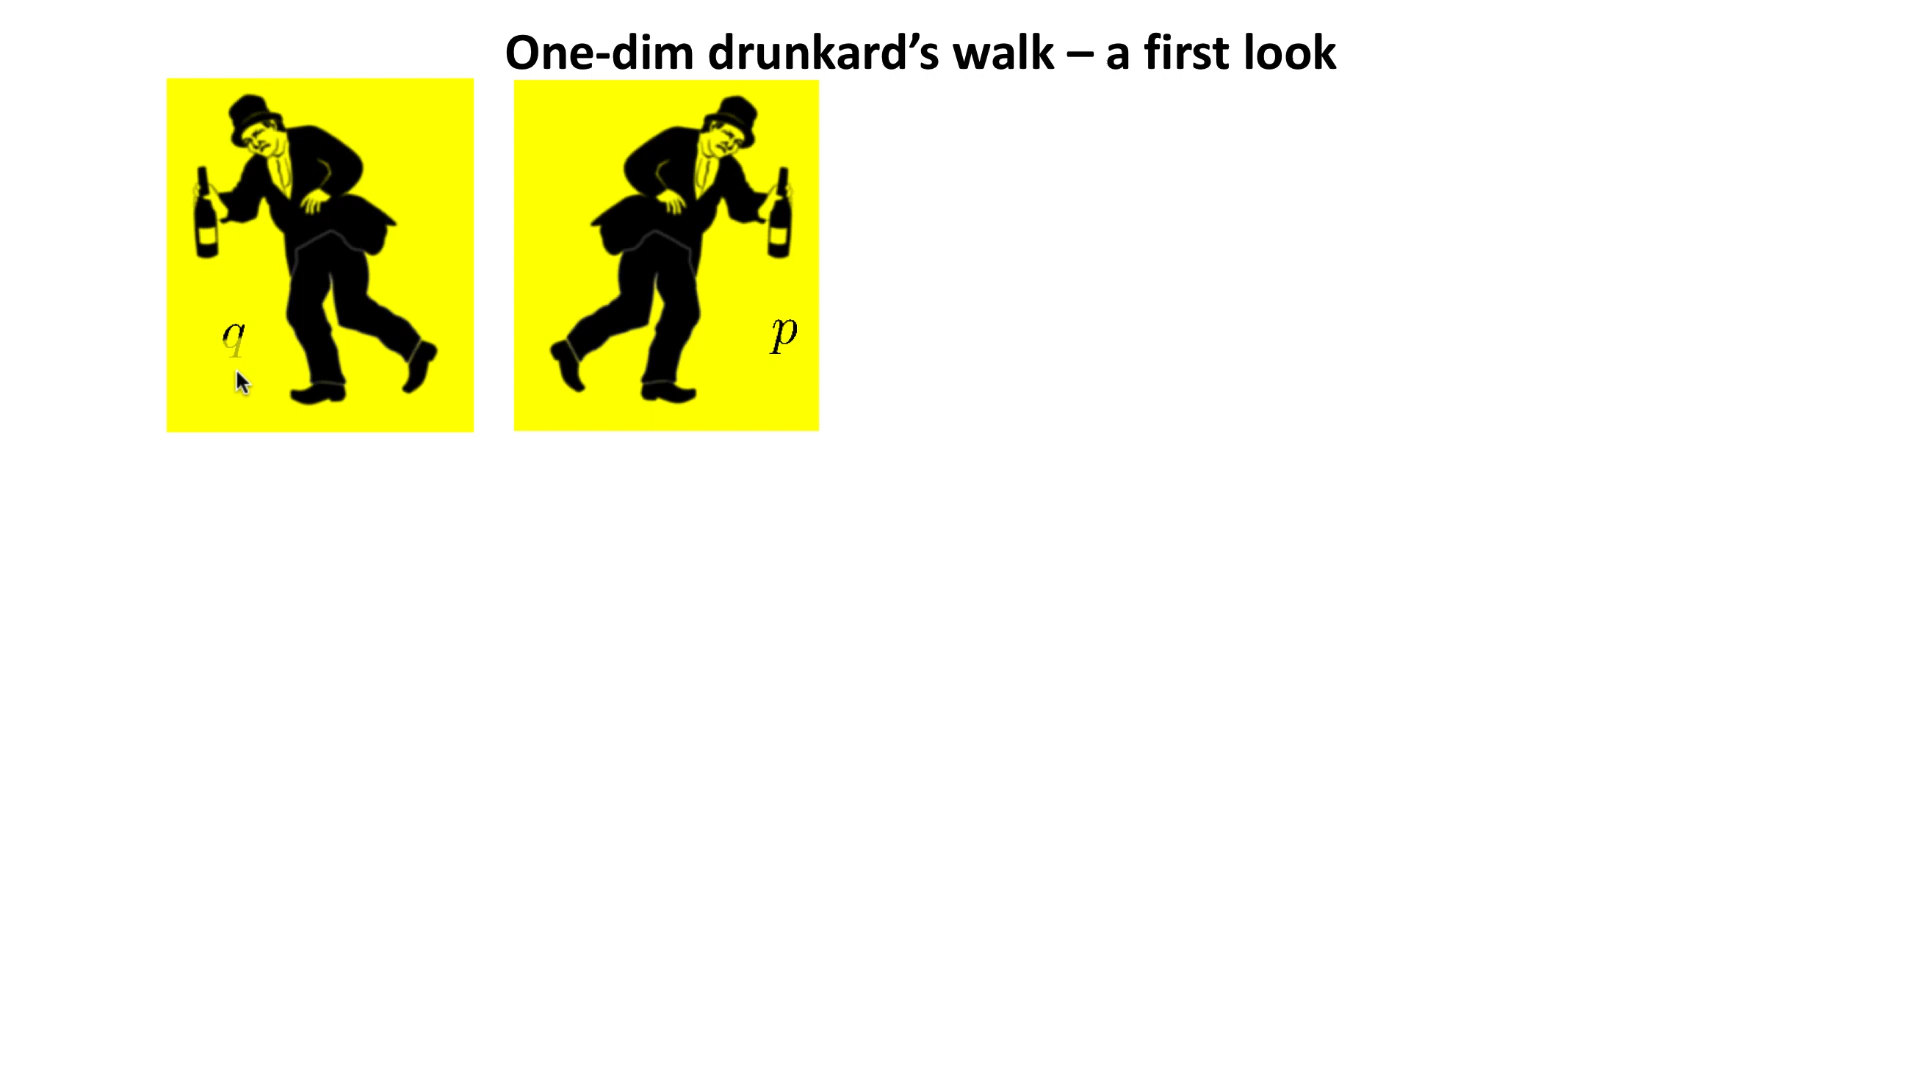 One-dim drunkard’s walk – a first look
q
p